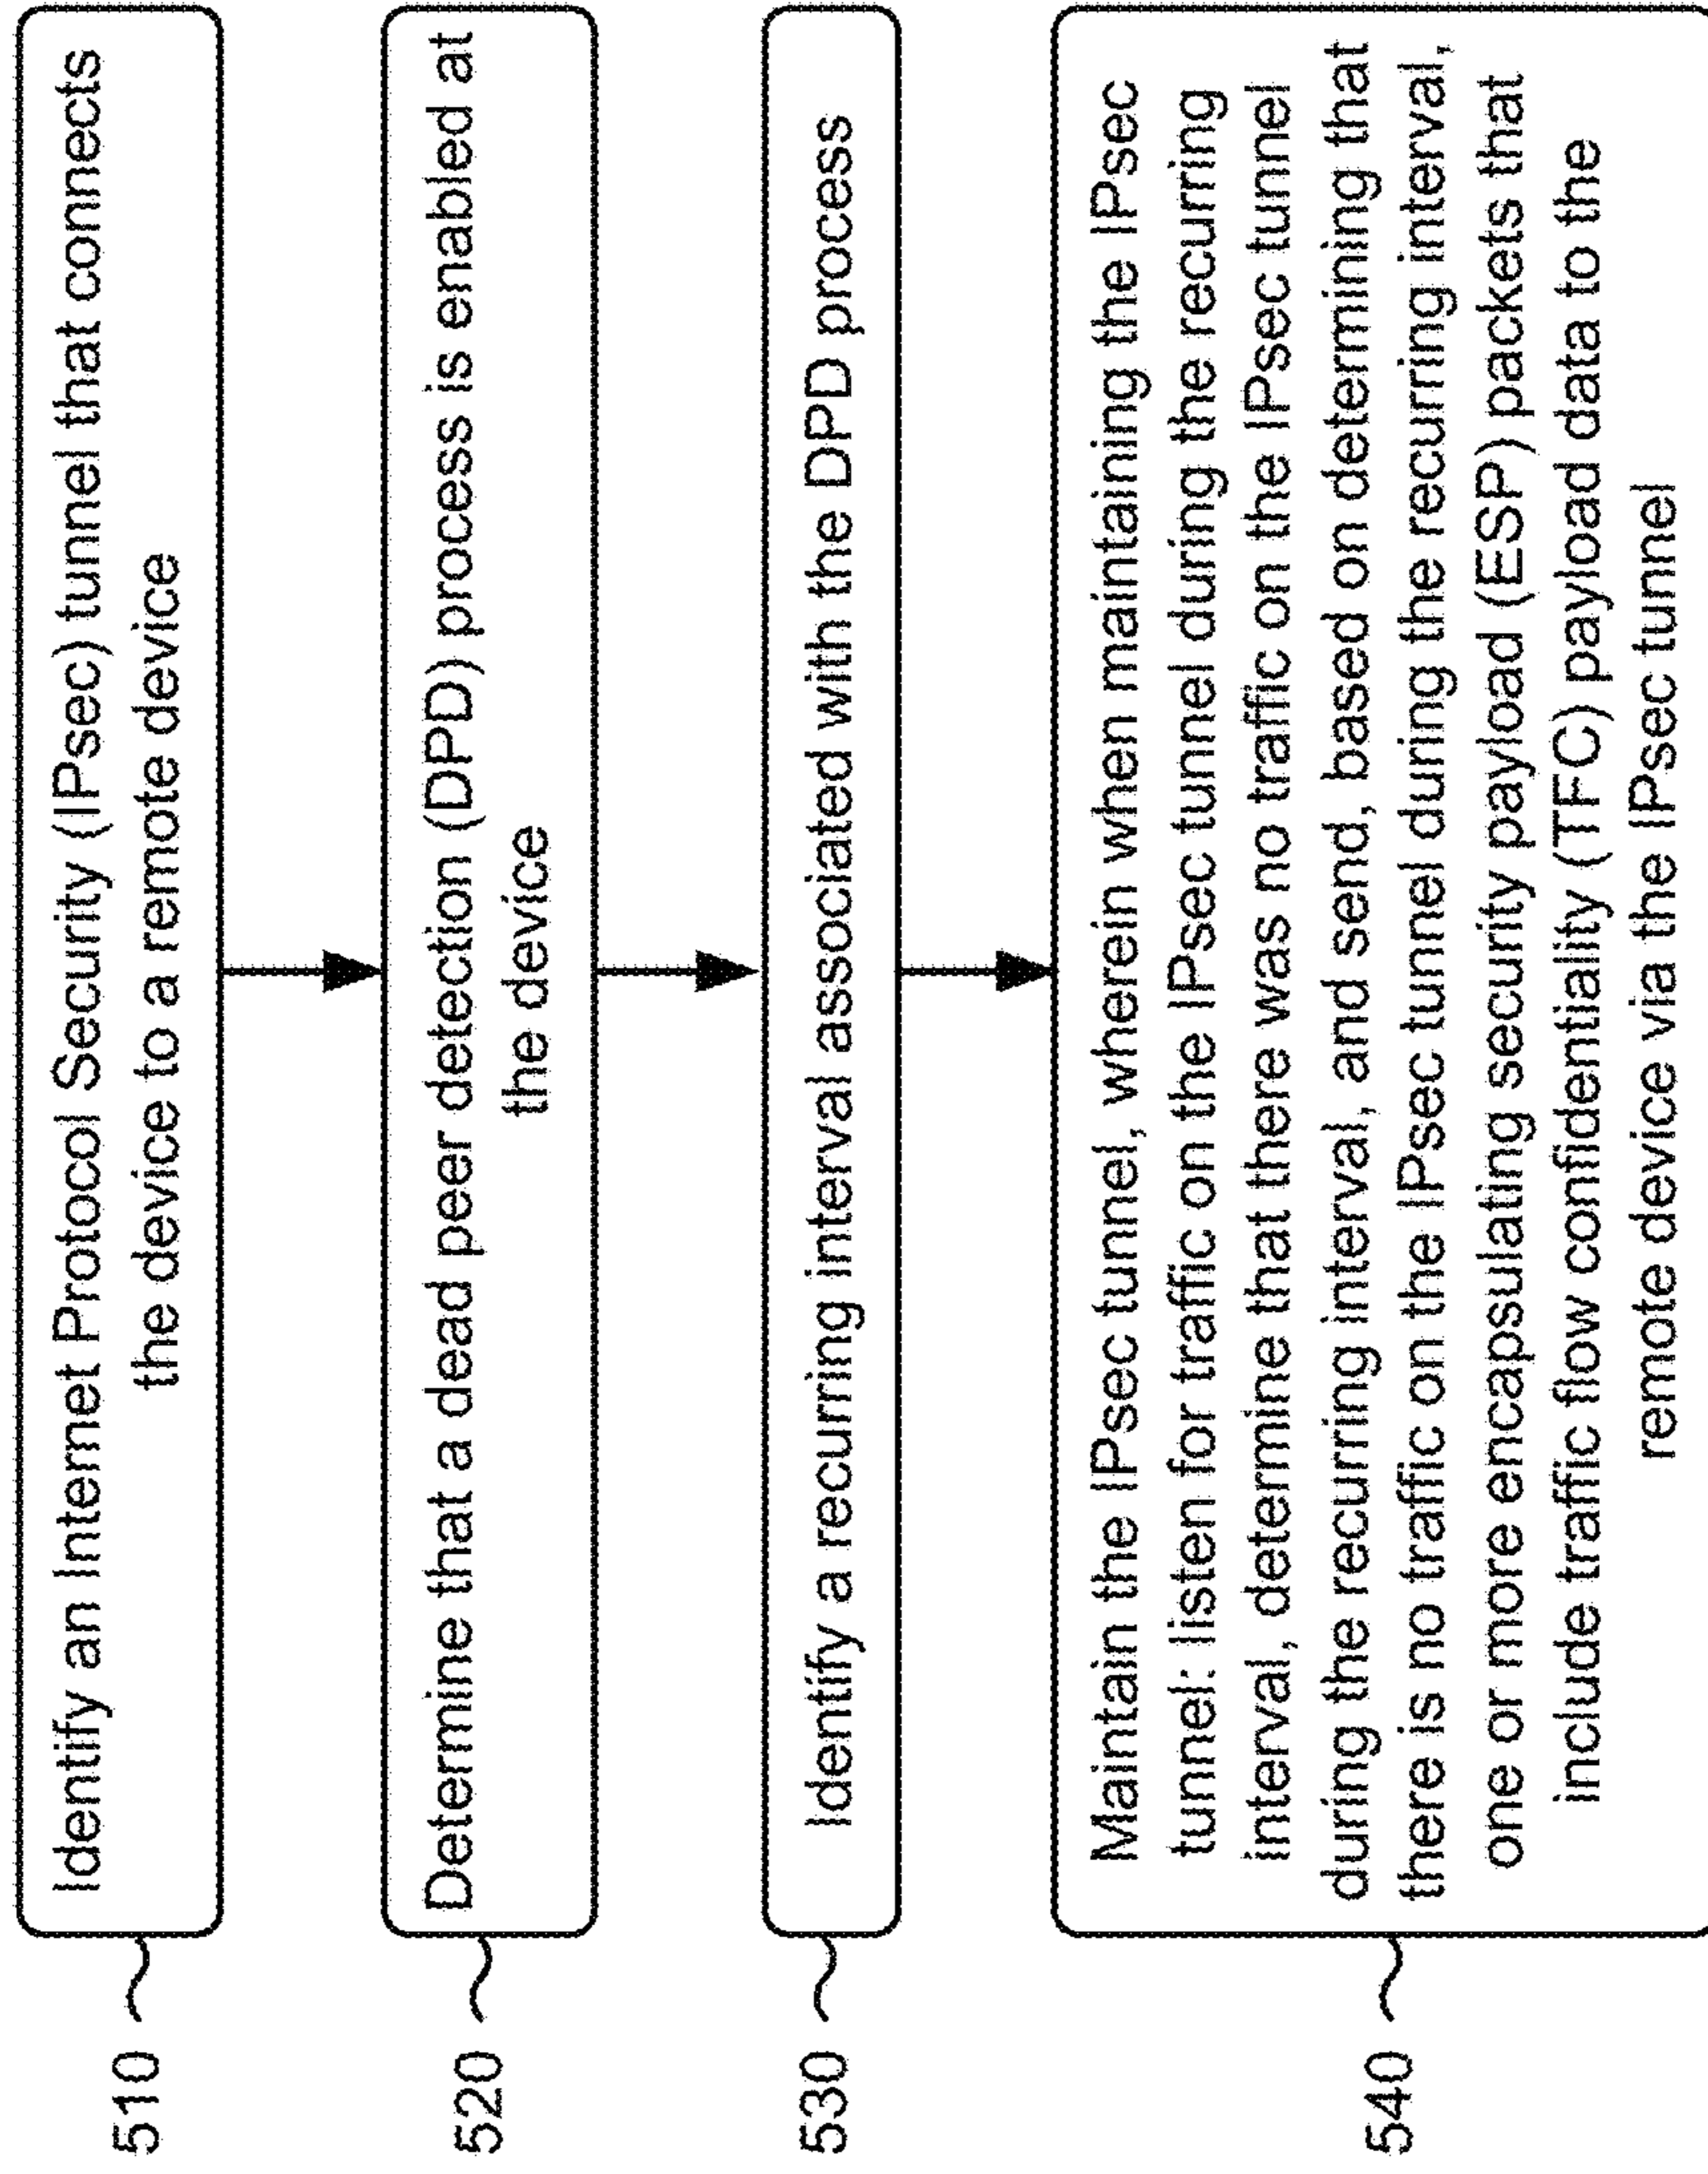 510
Identify an Internet Protocol Security (IPsec) tunnel that connects
the device to a remote device
520
Determine that a dead peer detection (DPD) process is enabled at
the device
530
Identify a recurring interval associated with the DPD process
540
Maintain the IPsec tunnel, wherein when maintaining the IPsec
tunnel: listen for traffic on the IPsec tunnel during the recurring
interval, determine that there was no traffic on the IPsec tunnel
during the recurring interval, and send, based on determining that
there is no traffic on the IPsec tunnel during the recurring interval,
one or more encapsulating security payload (ESP) packets that
include traffic flow confidentiality (TFC) payload data to the
remote device via the IPsec tunnel